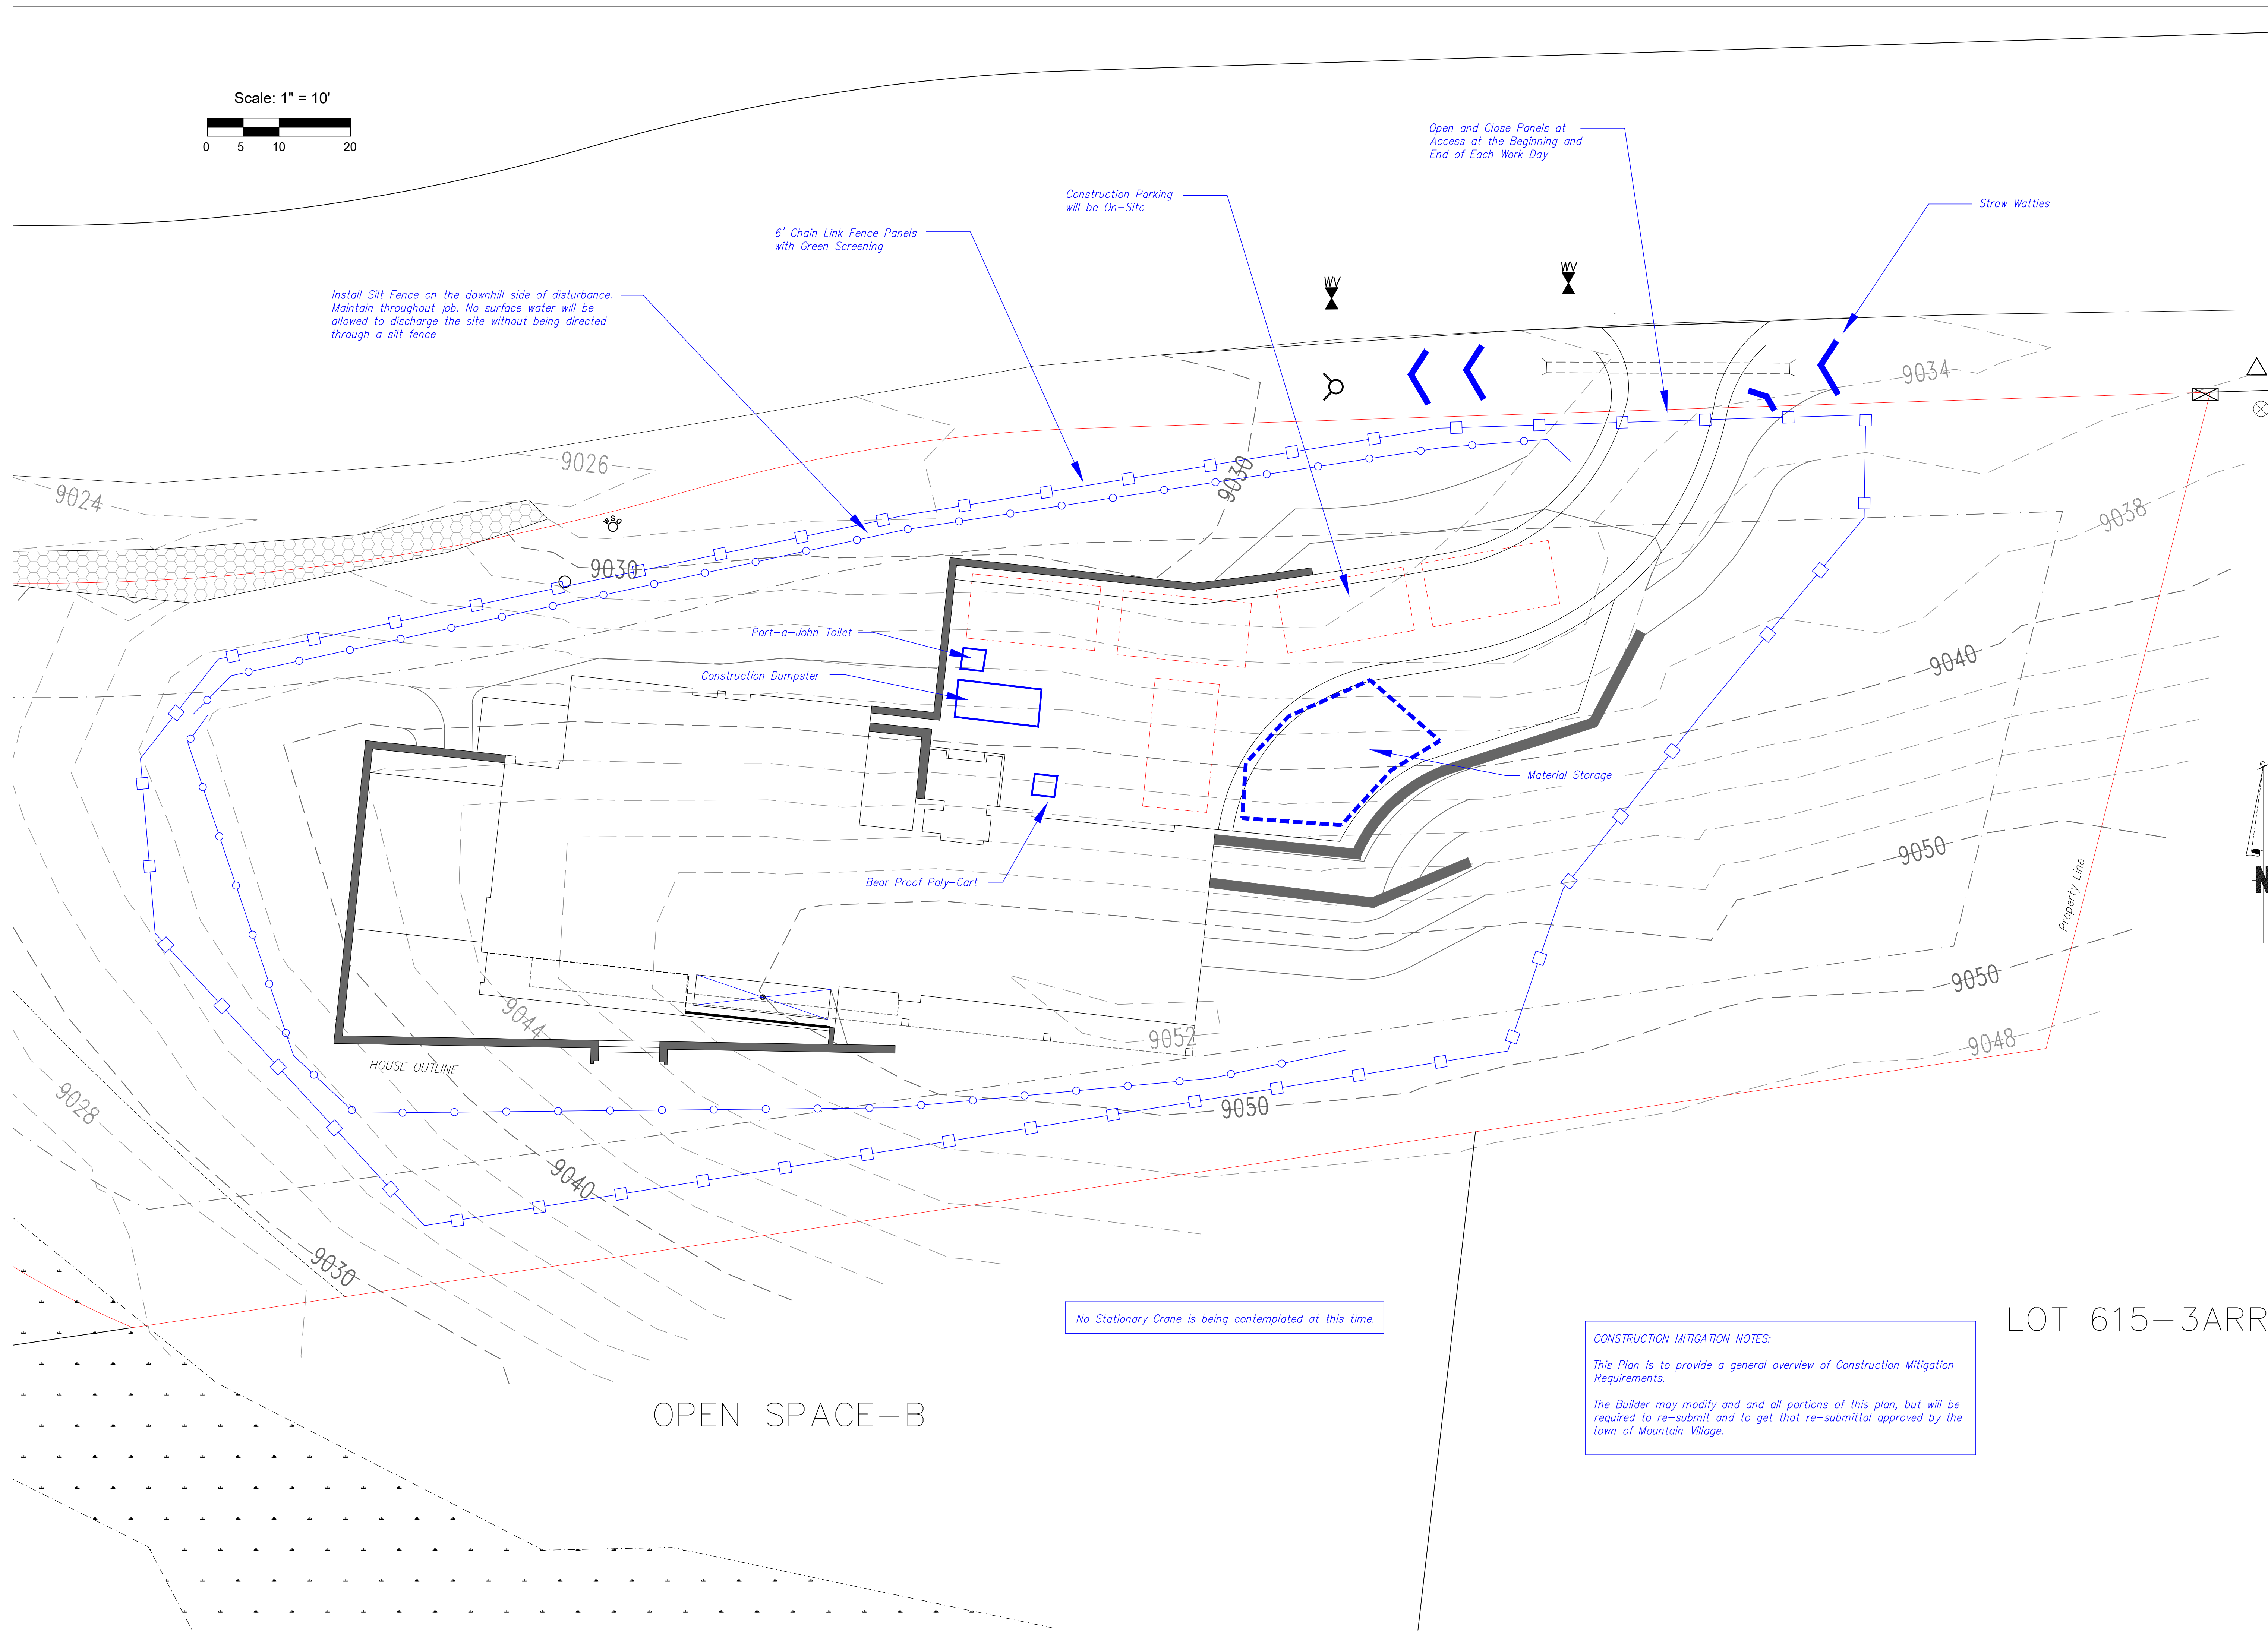 Scale: 1" = 10'
0 5 10 20
Open and Close Panels at
Access at the Beginning and
End of Each Work Day
Construction Parking
will be On-Site
Straw Wattles
6' Chain Link Fence Panels
with Green Screening
WV
WV
Install Silt Fence on the downhill side of disturbance.
Maintain throughout job. No surface water will be
allowed to discharge the site without being directed
through a silt fence
9034
9026
9024
9030
9038
9030
Port-a-John Toilet
Construction Dumpster
9040
Material Storage
Bear Proof Poly-Cart
9050
Property Line
N
9050
9044
9052
9048
HOUSE OUTLINE
9028
9050
9040
9030
No Stationary Crane is being contemplated at this time.
LOT 615-3ARR
CONSTRUCTION MITIGATION NOTES:
This Plan is to provide a general overview of Construction Mitigation
Requirements.
The Builder may modify and and all portions of this plan, but will be
required to re-submit and to get that re-submittal approved by the
town of Mountain Village.
OPEN SPACE-B